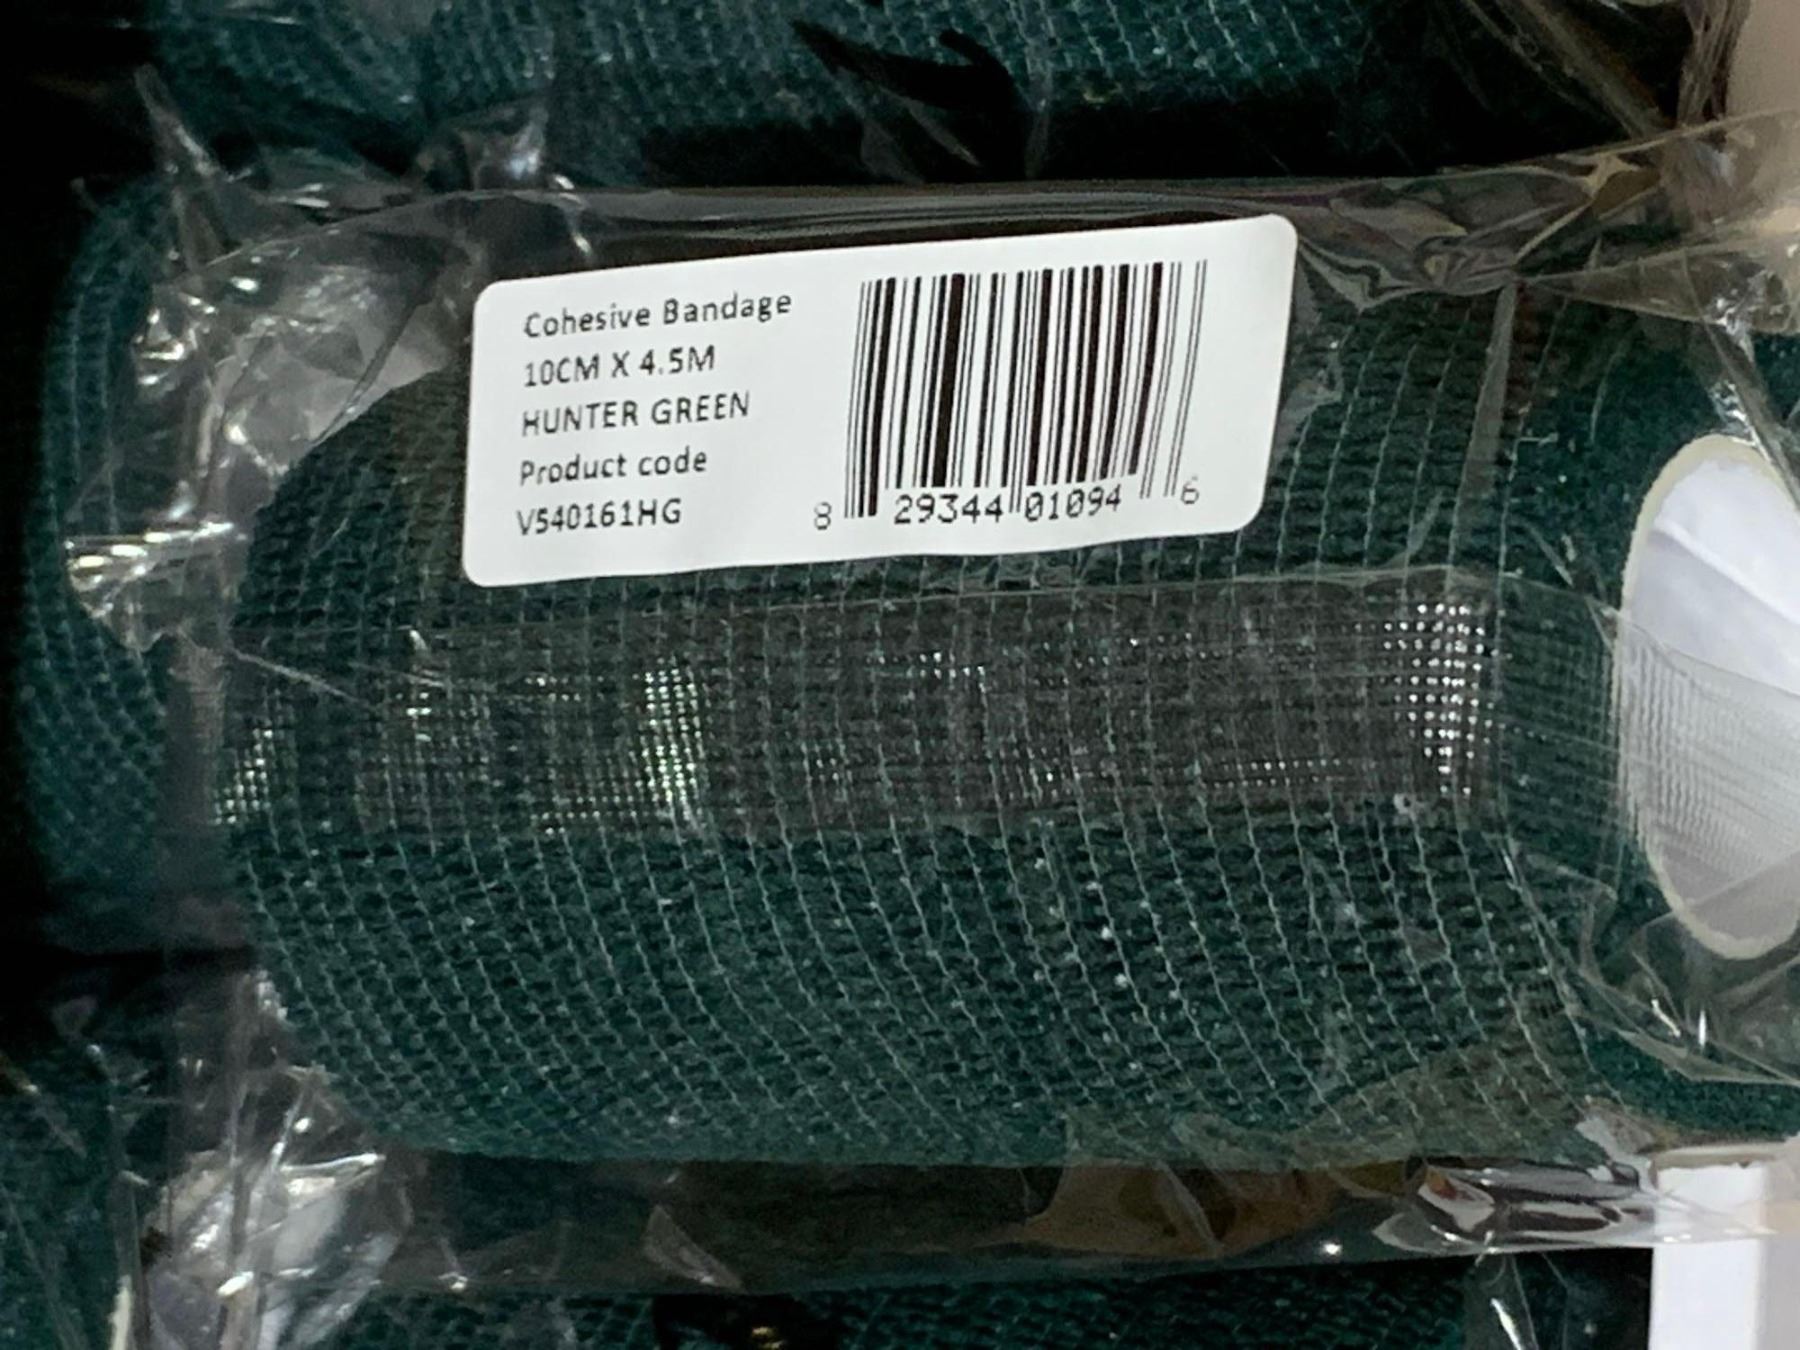 Cohesive Bandage
10CM X 4.5M
HUNTER GREEN
Product code
V540161HG
8 29344 01094 6